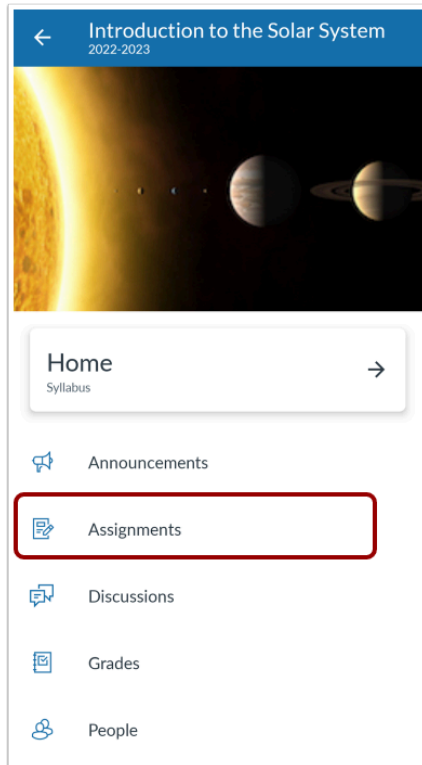 Introduction to the Solar System
2022-2023
Home
Syllabus
Announcements
Assignments
Discussions
Grades
People